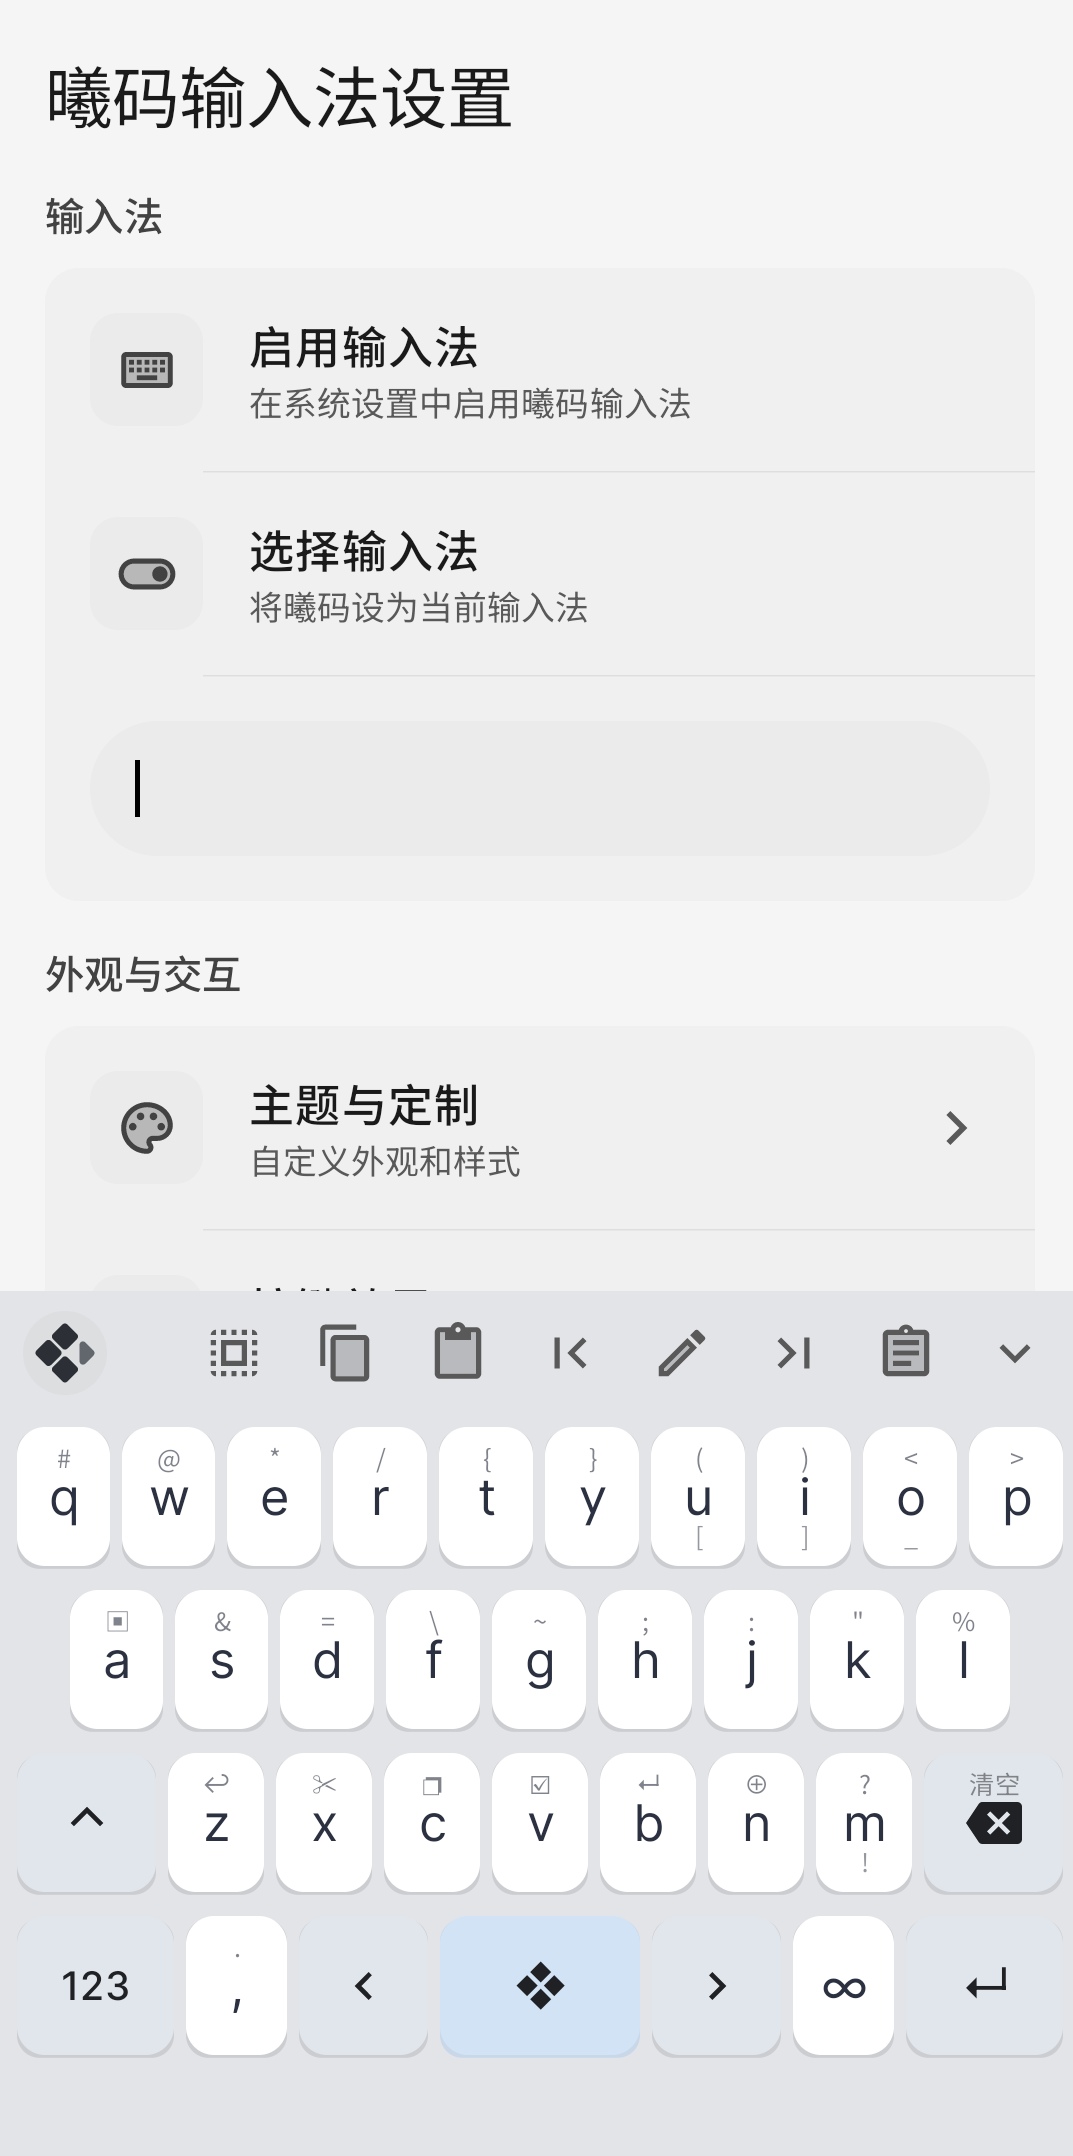 曦码输入法设置
输入法
启用输入法
在系统设置中启用曦码输入法
选择输入法
将曦码设为当前输入法
外观与交互
主题与定制
自定义外观和样式
# @ * / { } ( ) < >
q w e r t y u i o p
[ ] _
▣ & = \ ~ ; : " %
a s d f g h j k l
↩ ✂ ❐ ☑ ↵ ⊕ ? 清空
z x c v b n m
!
.
123 , ∞